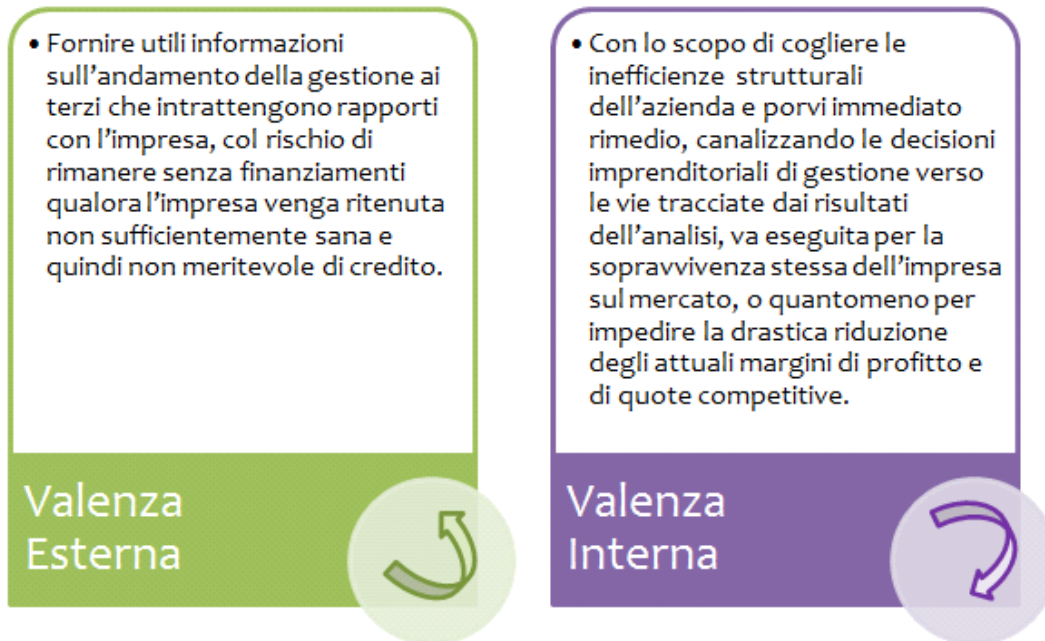 • Fornire utili informazioni
sull’andamento della gestione ai
terzi che intrattengono rapporti
con l’impresa, col rischio di
rimanere senza finanziamenti
qualora l’impresa venga ritenuta
non sufficientemente sana e
quindi non meritevole di credito.
Valenza
Esterna
• Con lo scopo di cogliere le
inefficienze strutturali
dell’azienda e porvi immediato
rimedio, canalizzando le decisioni
imprenditoriali di gestione verso
le vie tracciate dai risultati
dell’analisi, va eseguita per la
sopravvivenza stessa dell’impresa
sul mercato, o quantomeno per
impedire la drastica riduzione
degli attuali margini di profitto e
di quote competitive.
Valenza
Interna